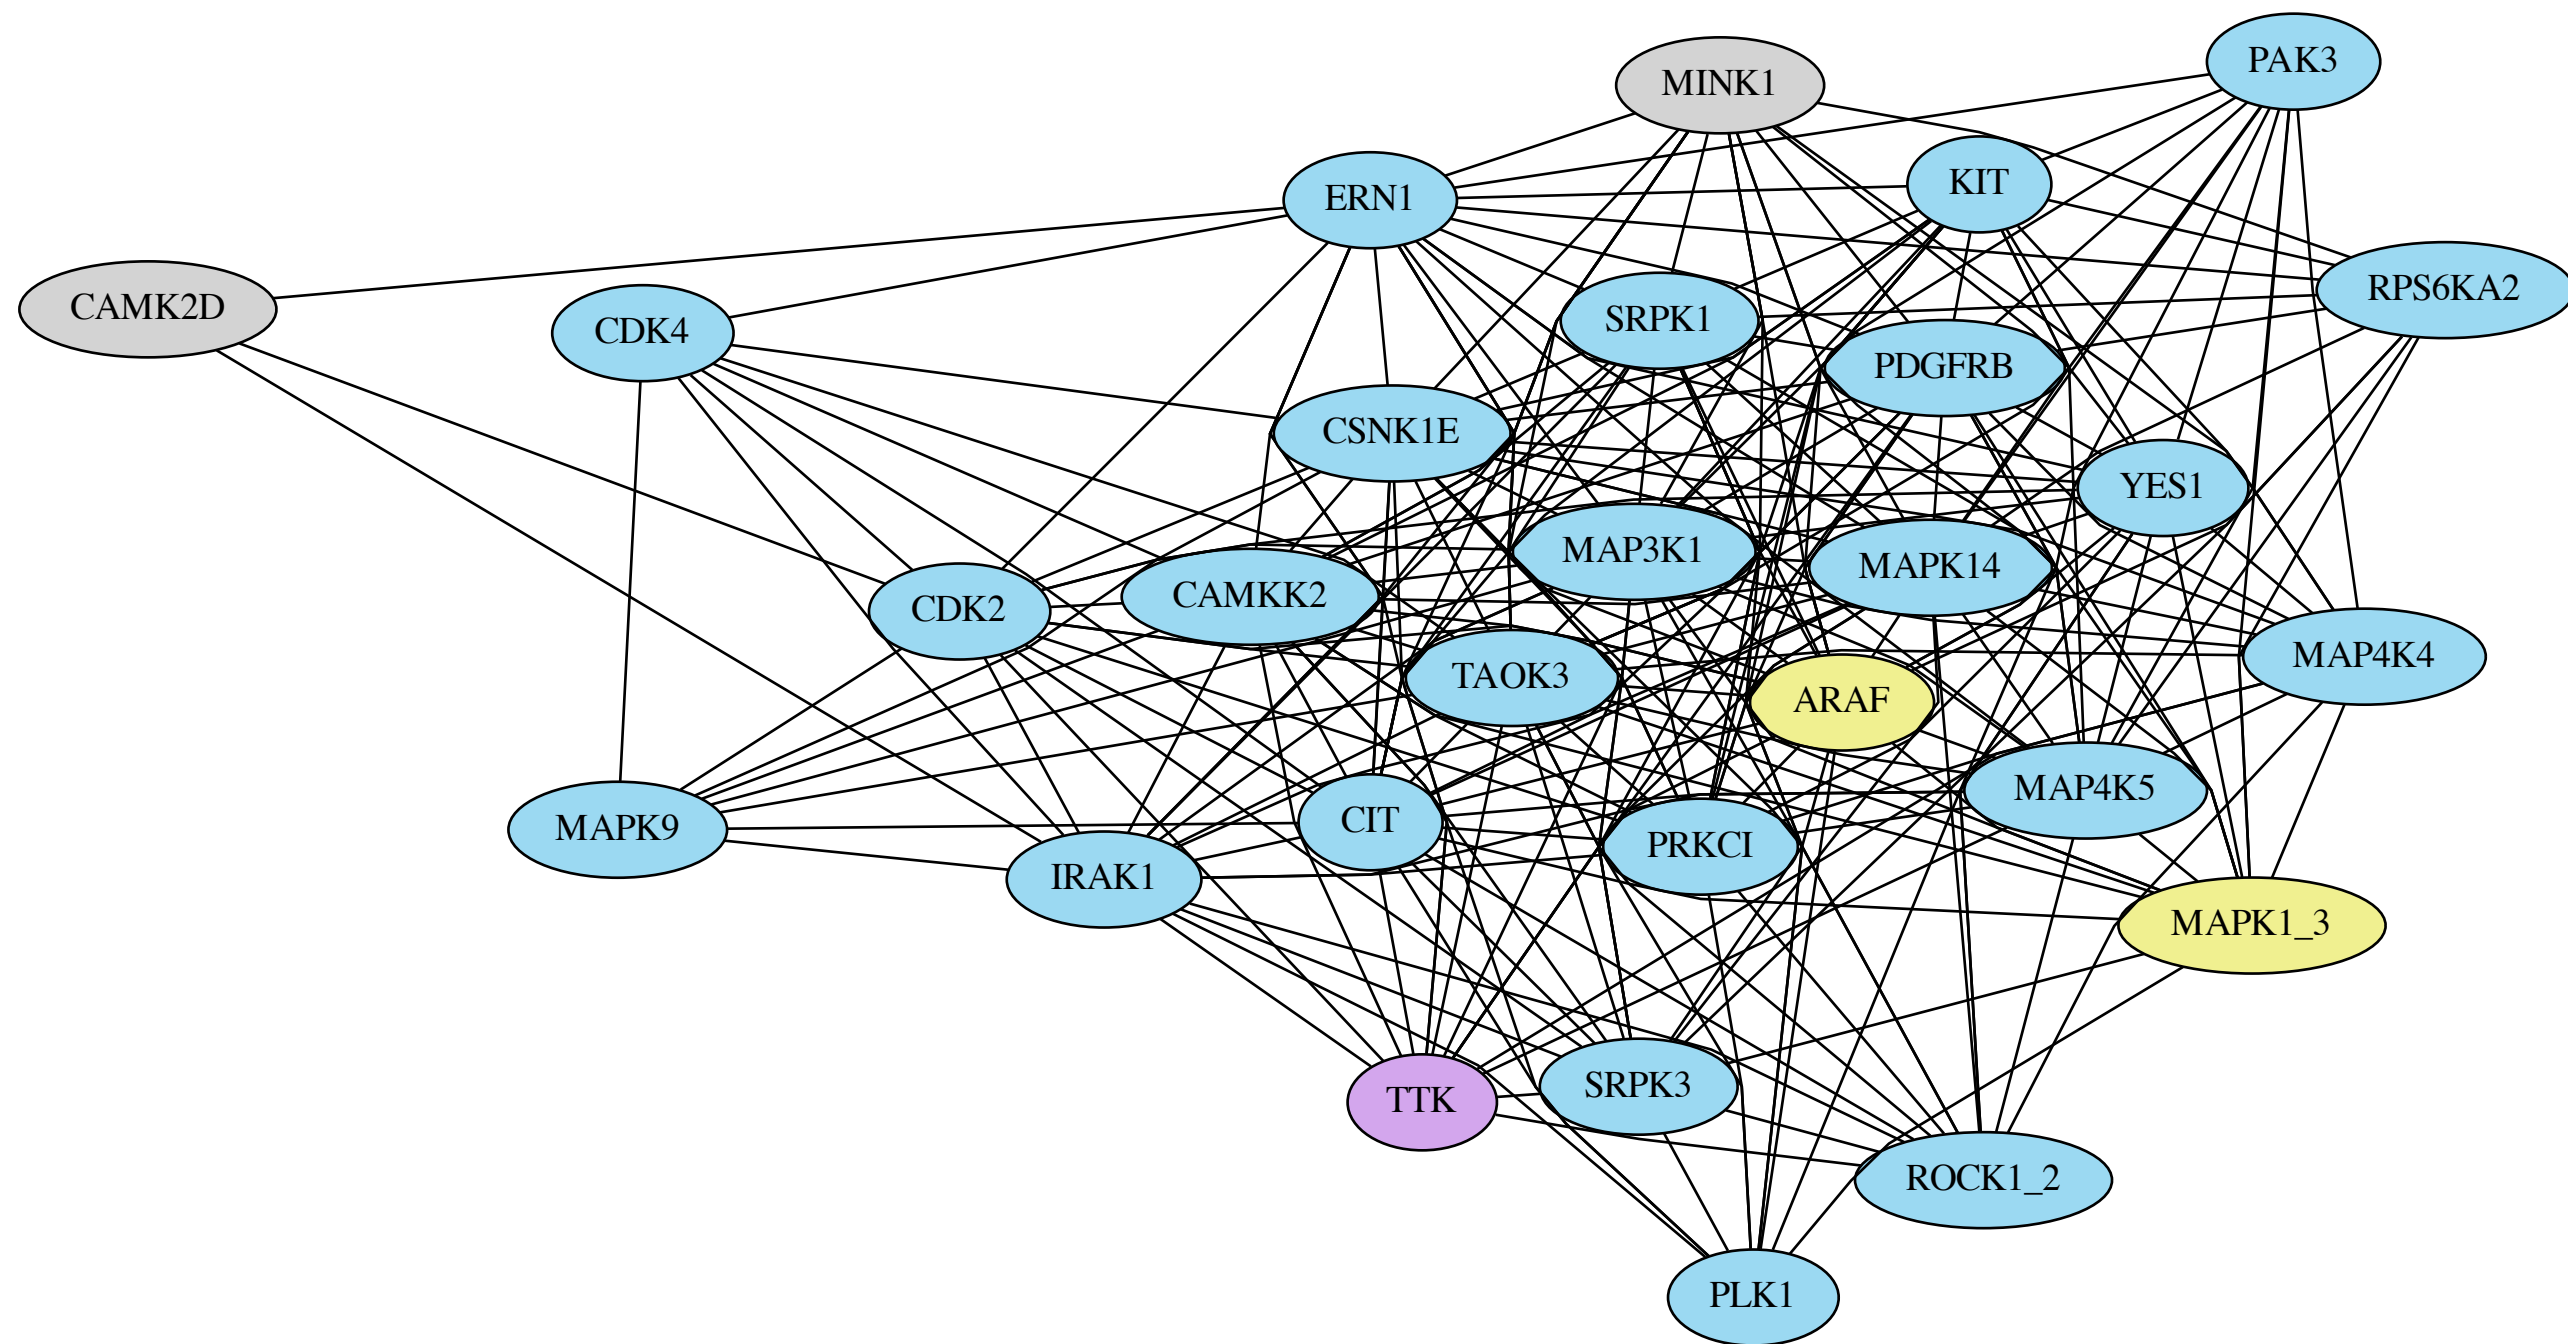 PAK3
MINK1
KIT
ERN1
RPS6KA2
CAMK2D
SRPK1
CDK4
PDGFRB
CSNK1E
YES1
MAP3K1
MAPK14
CAMKK2
CDK2
MAP4K4
TAOK3
ARAF
MAP4K5
CIT
MAPK9
PRKCI
IRAK1
MAPK1_3
SRPK3
TTK
ROCK1_2
PLK1